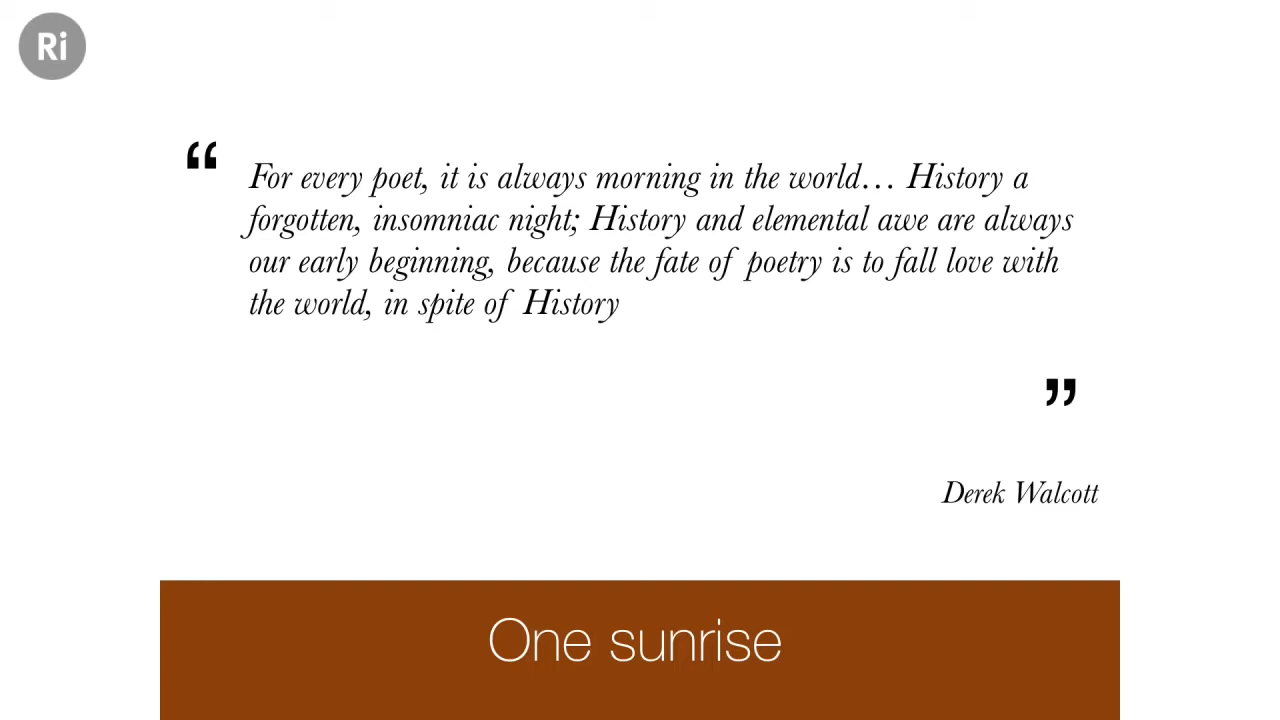 Ri
“
For every poet, it is always morning in the world… History a
forgotten, insomniac night; History and elemental awe are always
our early beginning, because the fate of poetry is to fall love with
the world, in spite of History
”
Derek Walcott
One sunrise